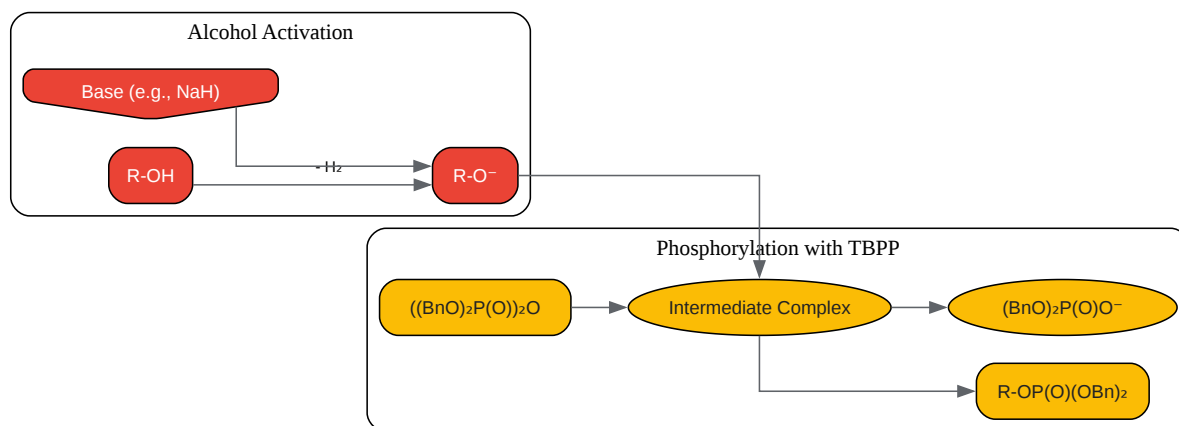 Alcohol Activation
Base (e.g., NaH)
- H₂
R-OH
R-O⁻
Phosphorylation with TBPP
((BnO)₂P(O))₂O
Intermediate Complex
(BnO)₂P(O)O⁻
R-OP(O)(OBn)₂